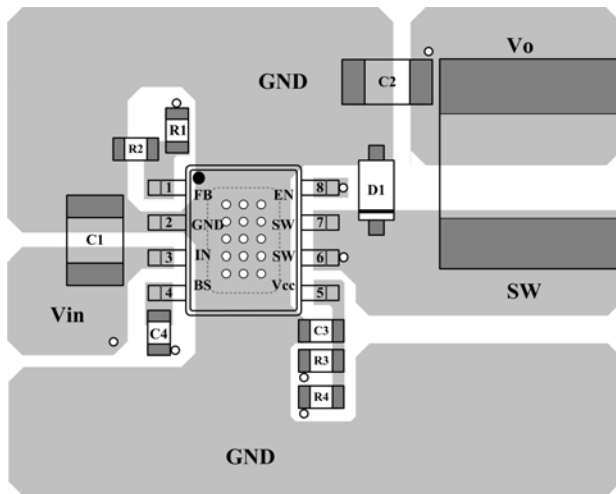 Vo
GND
C2
R1
R2
1
FB
EN
8
D1
2
GND
SW
7
C1
3
IN
SW
6
4
BS
Vcc
5
SW
Vin
C4
C3
R3
R4
GND